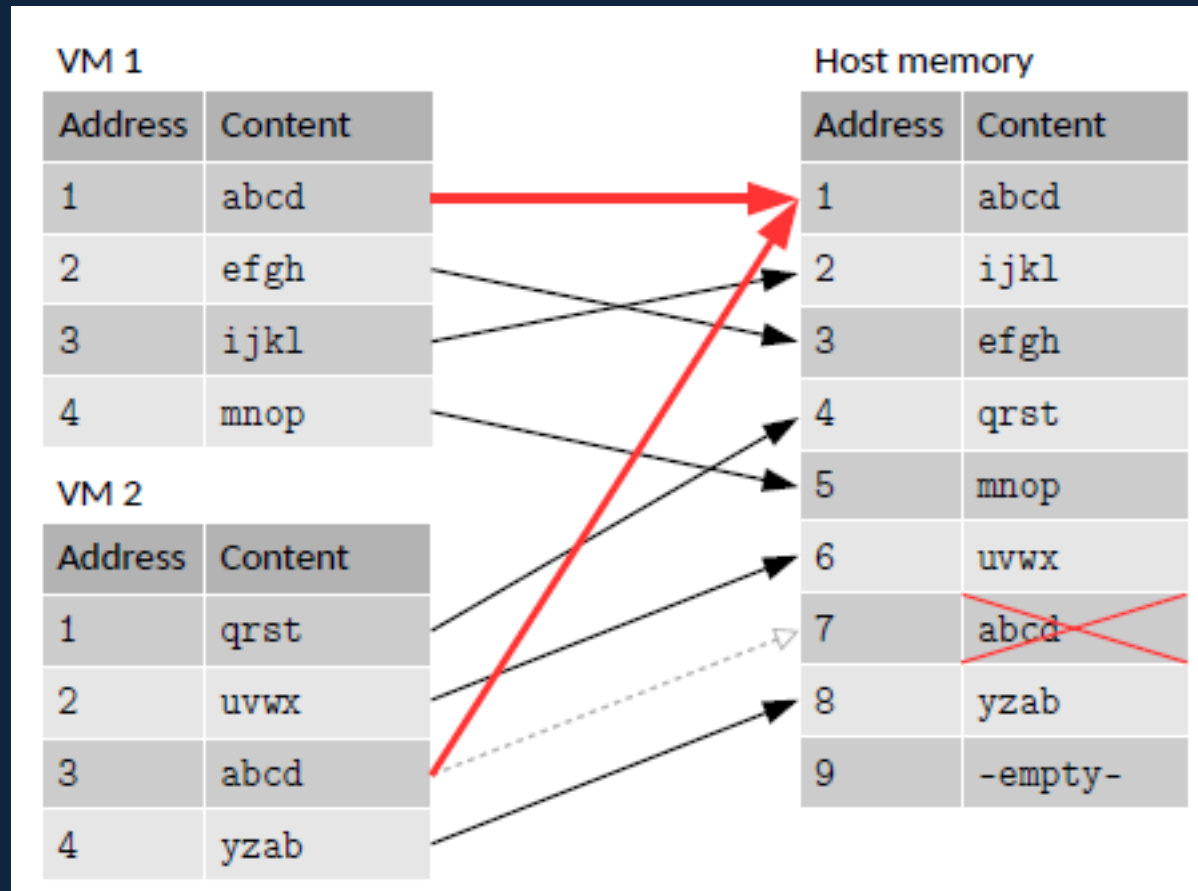 VM 1
Address Content
1 abcd
2 efgh
3 ijkl
4 mnop
VM 2
Address Content
1 qrst
2 uvwx
3 abcd
4 yzab
Host memory
Address Content
1 abcd
2 ijkl
3 efgh
4 qrst
5 mnop
6 uvwx
7 abcd
8 yzab
9 -empty-